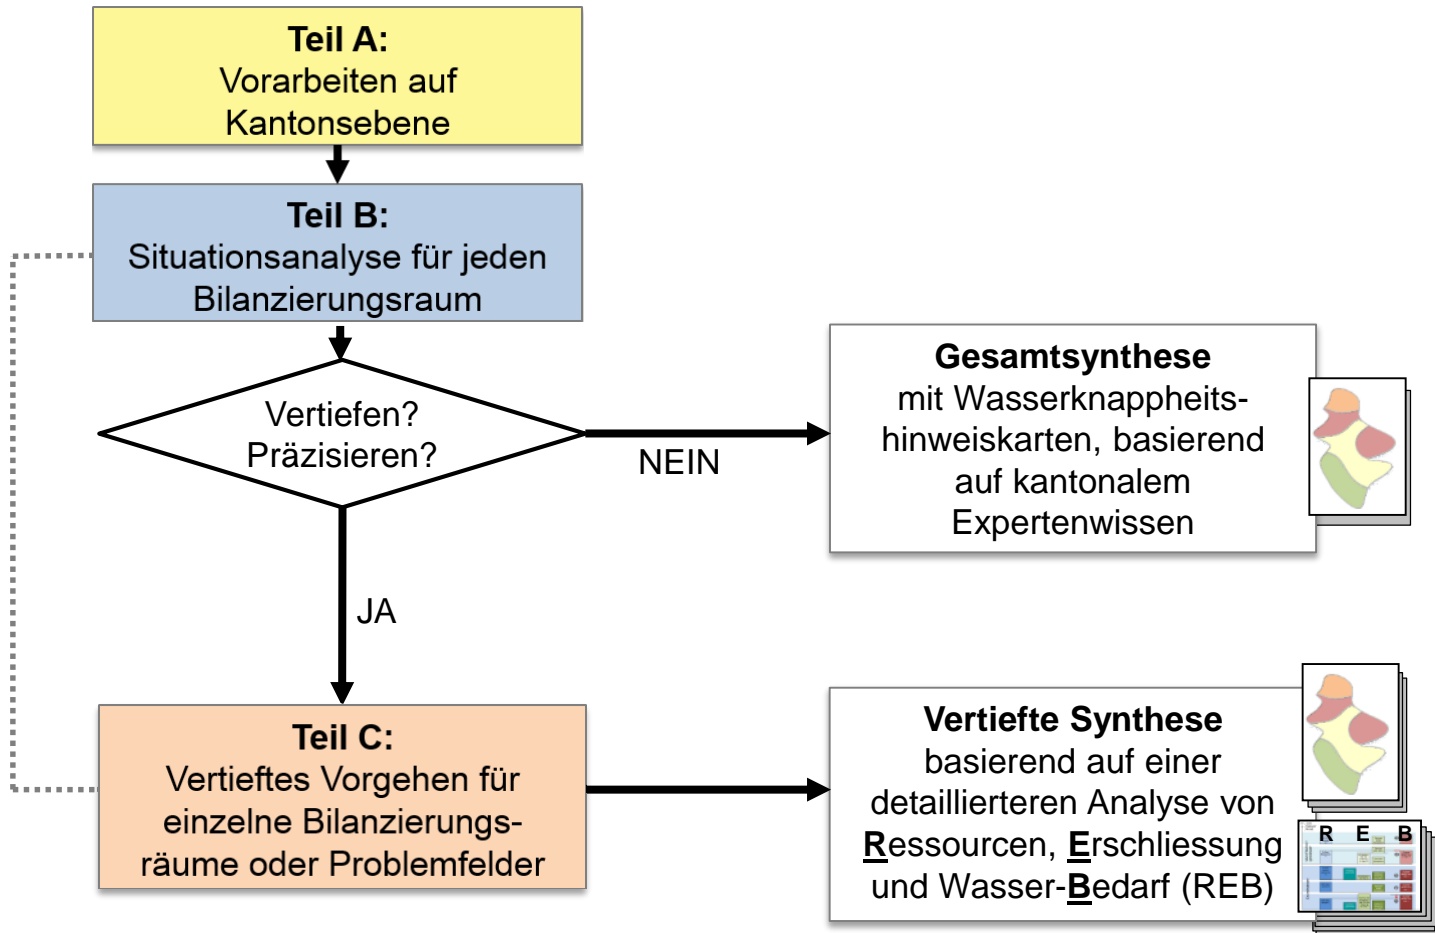 Teil A:
Vorarbeiten auf
Kantonsebene
Teil B:
Situationsanalyse für jeden
Bilanzierungsraum
Vertiefen?
Präzisieren?
NEIN
Gesamtsynthese
mit Wasserknappheits-
hinweiskarten, basierend
auf kantonalem
Expertenwissen
JA
Teil C:
Vertieftes Vorgehen für
einzelne Bilanzierungs-
räume oder Problemfelder
Vertiefte Synthese
basierend auf einer
detaillierteren Analyse von
Ressourcen, Erschliessung
und Wasser-Bedarf (REB)
R E B